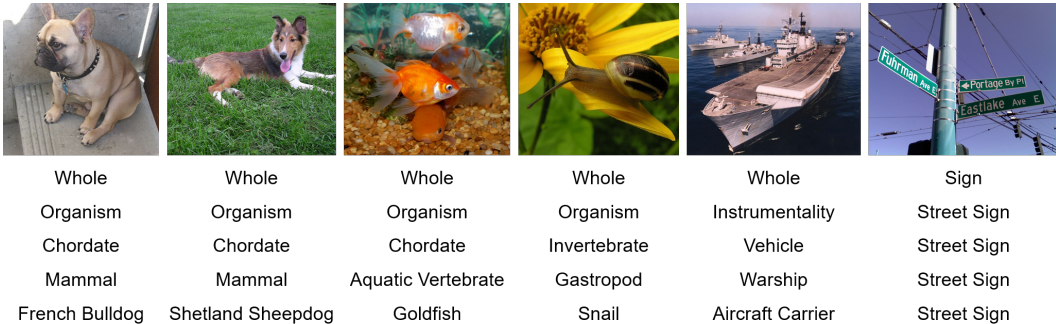 Fuhrman Ave E
Portage By Pl
Eastlake Ave E
Whole Whole Whole Whole Whole Sign
Organism Organism Organism Organism Instrumentality Street Sign
Chordate Chordate Chordate Invertebrate Vehicle Street Sign
Mammal Mammal Aquatic Vertebrate Gastropod Warship Street Sign
French Bulldog Shetland Sheepdog Goldfish Snail Aircraft Carrier Street Sign